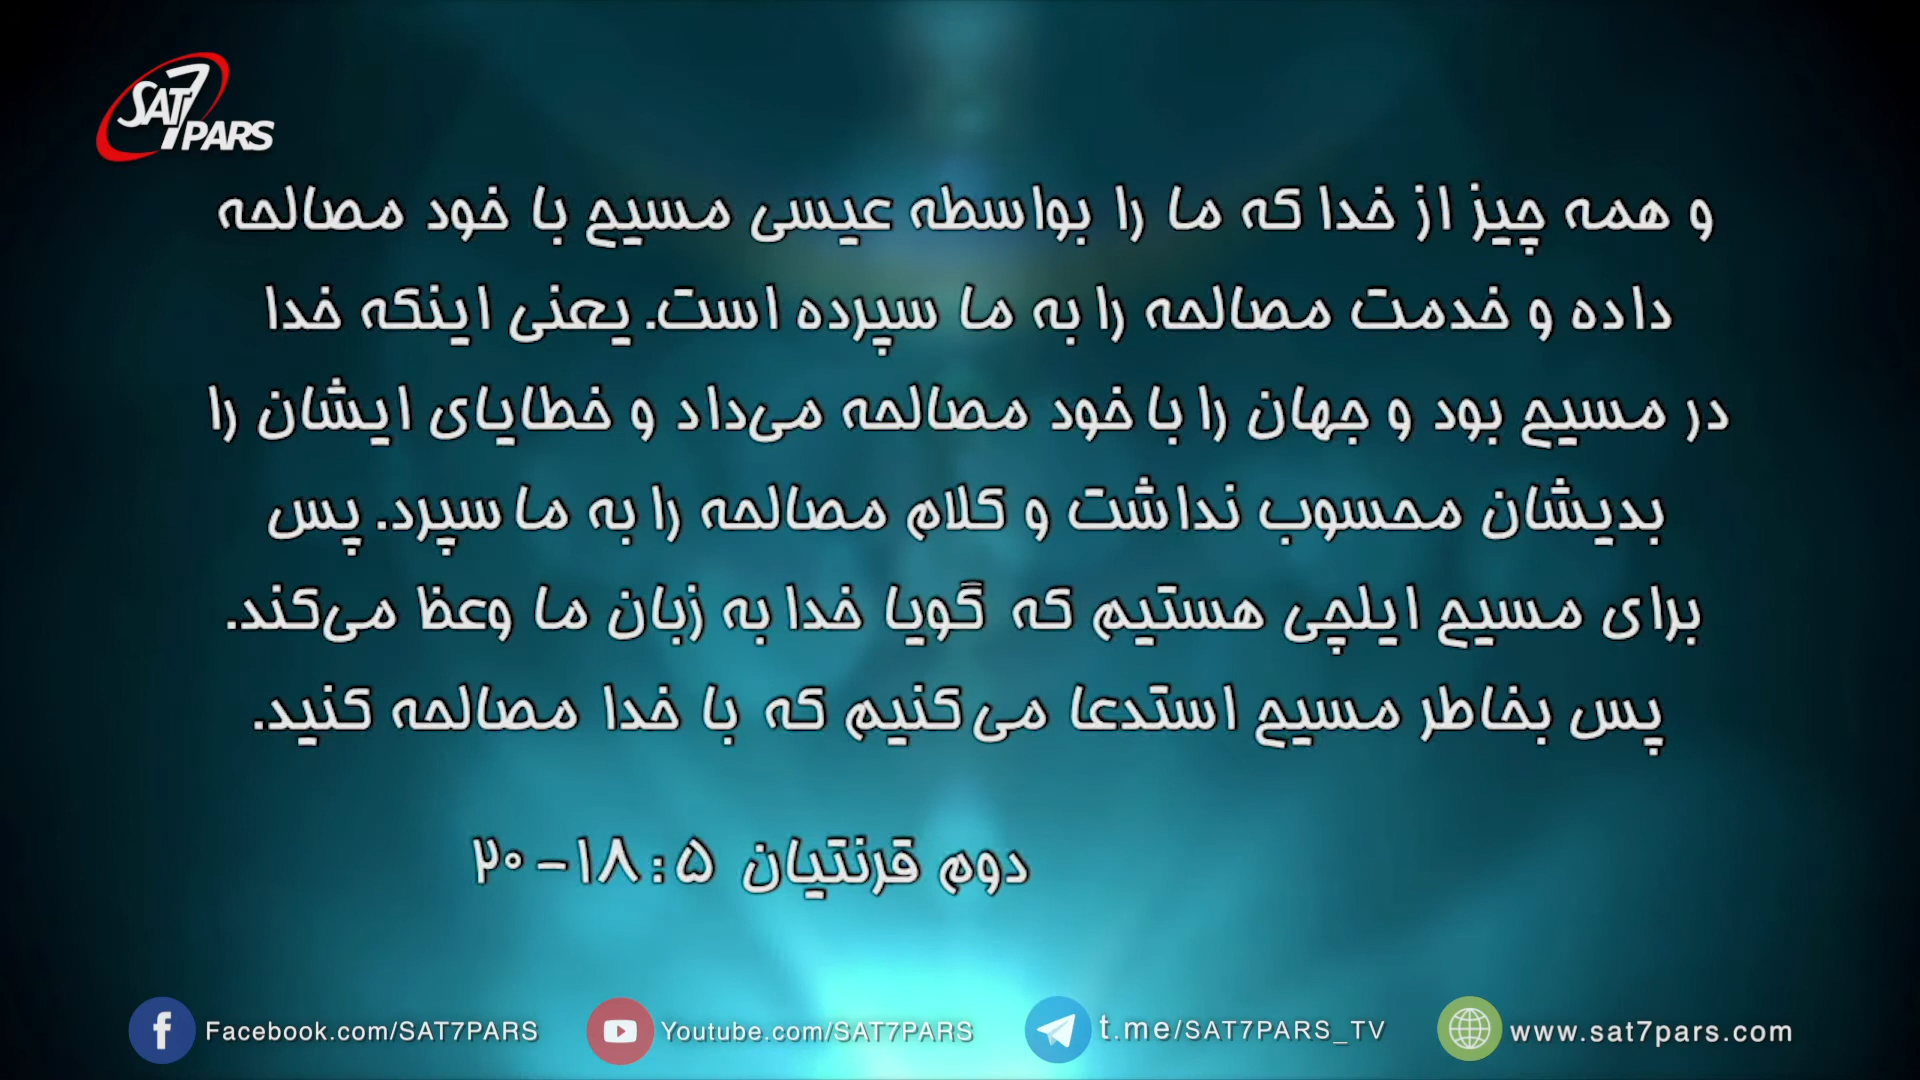 SAT7
PARS
و همه چیز از خدا که ما را بواسطه عیسی مسیح با خود مصالحه
داده و خدمت مصالحه را به ما سپرده است. یعنی اینکه خدا
در مسیح بود و جهان را با خود مصالحه می‌داد و خطایای ایشان را
بدیشان محسوب نداشت و کلام مصالحه را به ما سپرد. پس
برای مسیح ایلچی هستیم که گویا خدا به زبان ما وعظ می‌کند.
پس بخاطر مسیح استدعا می کنیم که با خدا مصالحه کنید.
دوم قرنتیان ۵:۱۸-۲۰
Facebook.com/SAT7PARS
Youtube.com/SAT7PARS
t.me/SAT7PARS_TV
www.sat7pars.com